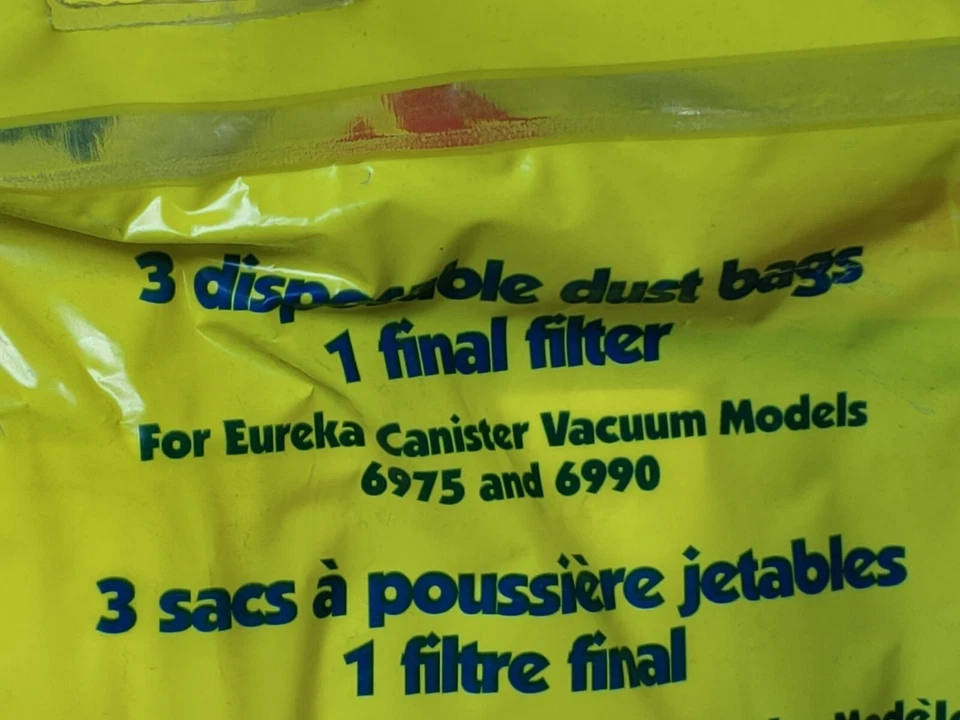 3 disposable dust bags
1 final filter
For Eureka Canister Vacuum Models
6975 and 6990
3 sacs à poussière jetables
1 filtre final